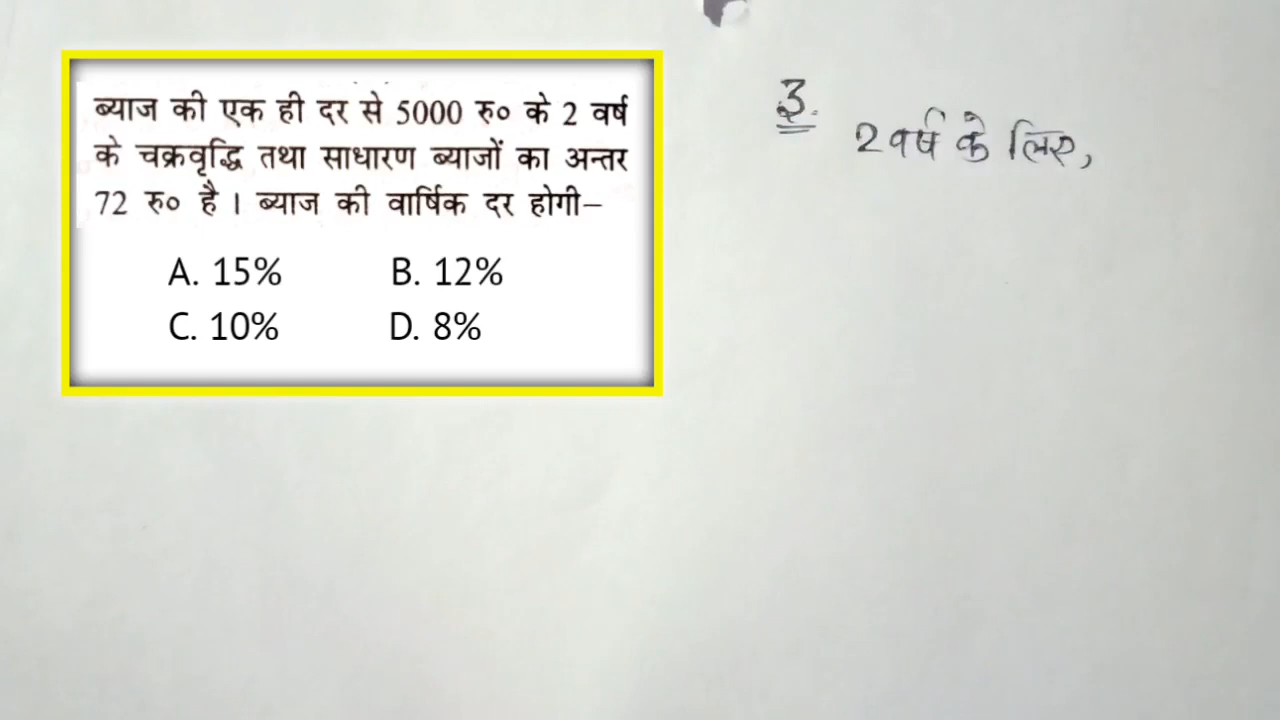 ब्याज की एक ही दर से 5000 रु० के 2 वर्ष
के चक्रवृद्धि तथा साधारण ब्याजों का अन्तर
72 रु० है । ब्याज की वार्षिक दर होगी–
A. 15% B. 12%
C. 10% D. 8%
3.
2 वर्ष के लिए,